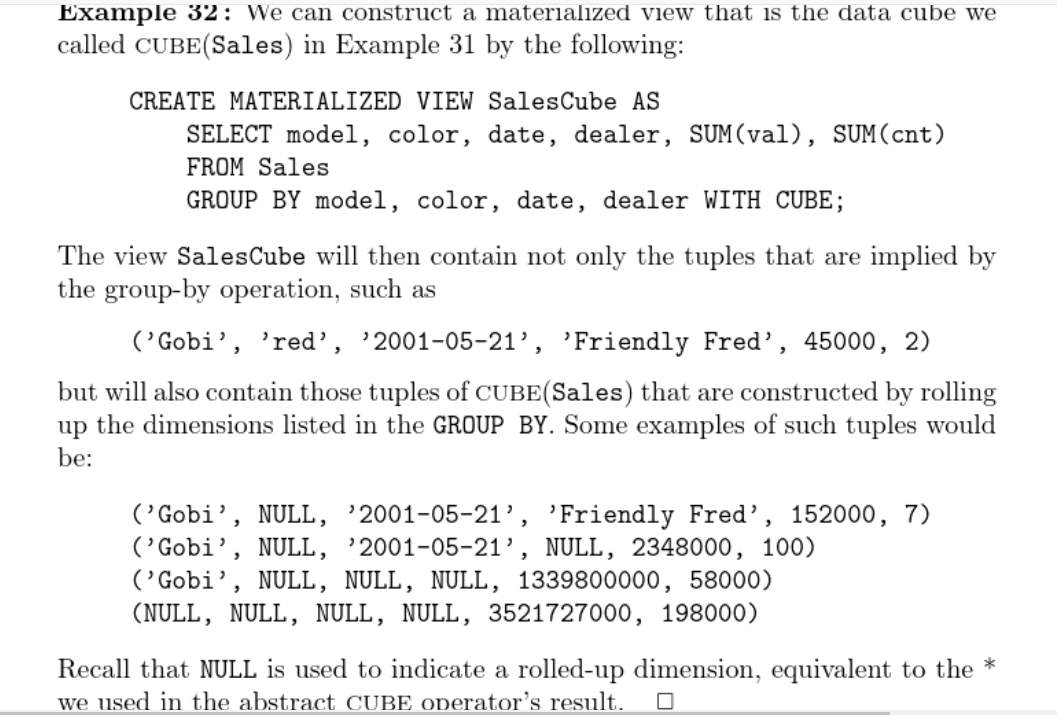 Example 32: We can construct a materialized view that is the data cube we
called CUBE(Sales) in Example 31 by the following:
CREATE MATERIALIZED VIEW SalesCube AS
SELECT model, color, date, dealer, SUM(val), SUM(cnt)
FROM Sales
GROUP BY model, color, date, dealer WITH CUBE;
The view SalesCube will then contain not only the tuples that are implied by
the group-by operation, such as
('Gobi', 'red', '2001-05-21', 'Friendly Fred', 45000, 2)
but will also contain those tuples of CUBE(Sales) that are constructed by rolling
up the dimensions listed in the GROUP BY. Some examples of such tuples would
be:
('Gobi', NULL, '2001-05-21', 'Friendly Fred', 152000, 7)
('Gobi', NULL, '2001-05-21', NULL, 2348000, 100)
('Gobi', NULL, NULL, NULL, 1339800000, 58000)
(NULL, NULL, NULL, NULL, 3521727000, 198000)
Recall that NULL is used to indicate a rolled-up dimension, equivalent to the *
we used in the abstract CUBE operator's result. □